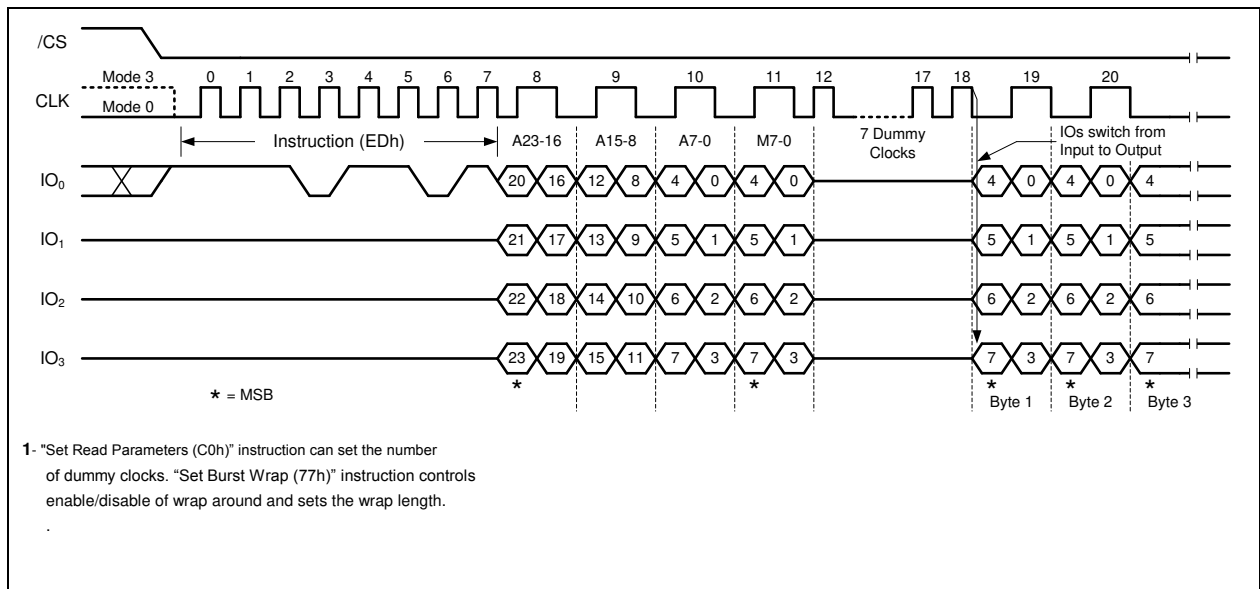 /CS
Mode 3 0 1 2 3 4 5 6 7 8 9 10 11 12 17 18 19 20
CLK Mode 0
Instruction (EDh) A23-16 A15-8 A7-0 M7-0 7 Dummy Clocks IOs switch from Input to Output
IO₀ 20 16 12 8 4 0 4 0 4 0 4 0 4
IO₁ 21 17 13 9 5 1 5 1 5 1 5 1 5
IO₂ 22 18 14 10 6 2 6 2 6 2 6 2 6
IO₃ 23 19 15 11 7 3 7 3 7 3 7 3 7
* * * * *
* = MSB Byte 1 Byte 2 Byte 3
1- "Set Read Parameters (C0h)” instruction can set the number
of dummy clocks. “Set Burst Wrap (77h)” instruction controls
enable/disable of wrap around and sets the wrap length.
.